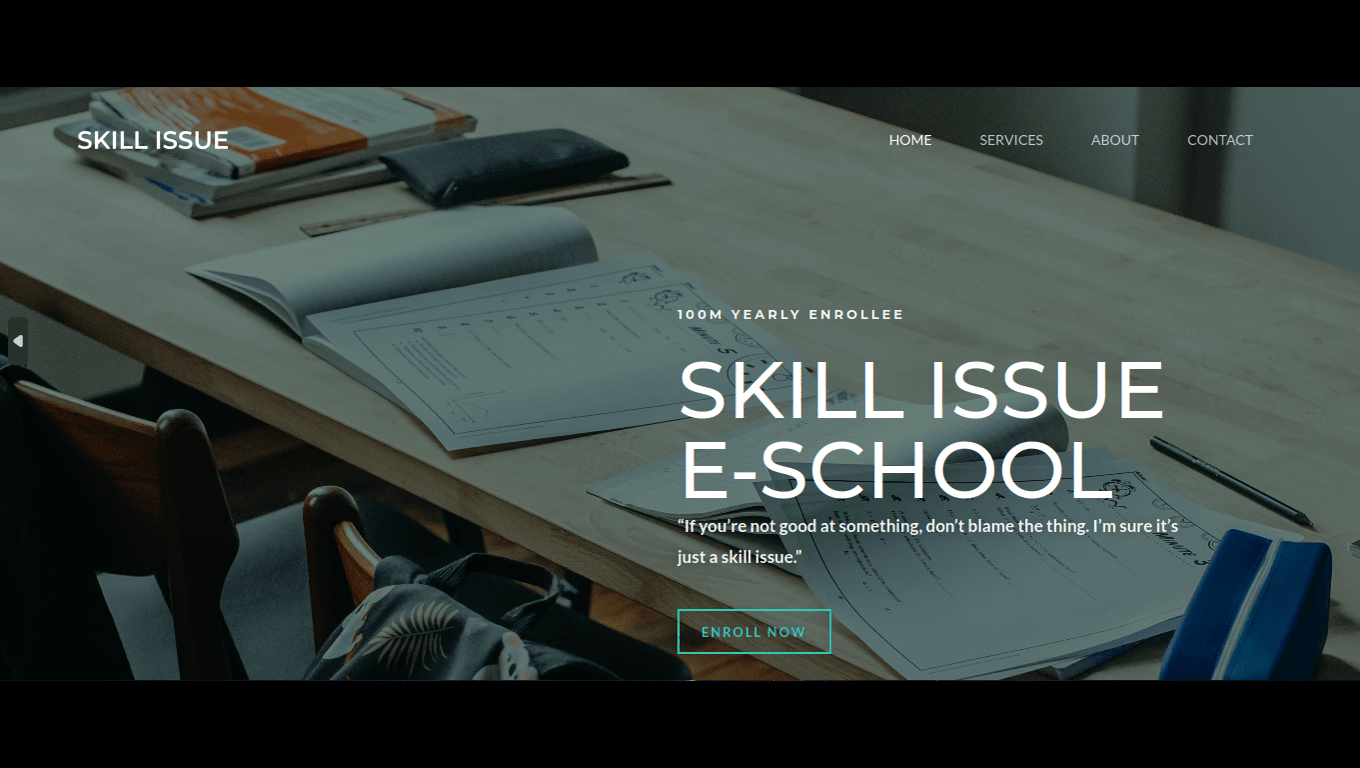 SKILL ISSUE
HOME SERVICES ABOUT CONTACT
100M YEARLY ENROLLEE
SKILL ISSUE
E-SCHOOL
“If you’re not good at something, don’t blame the thing. I’m sure it’s
just a skill issue.”
ENROLL NOW